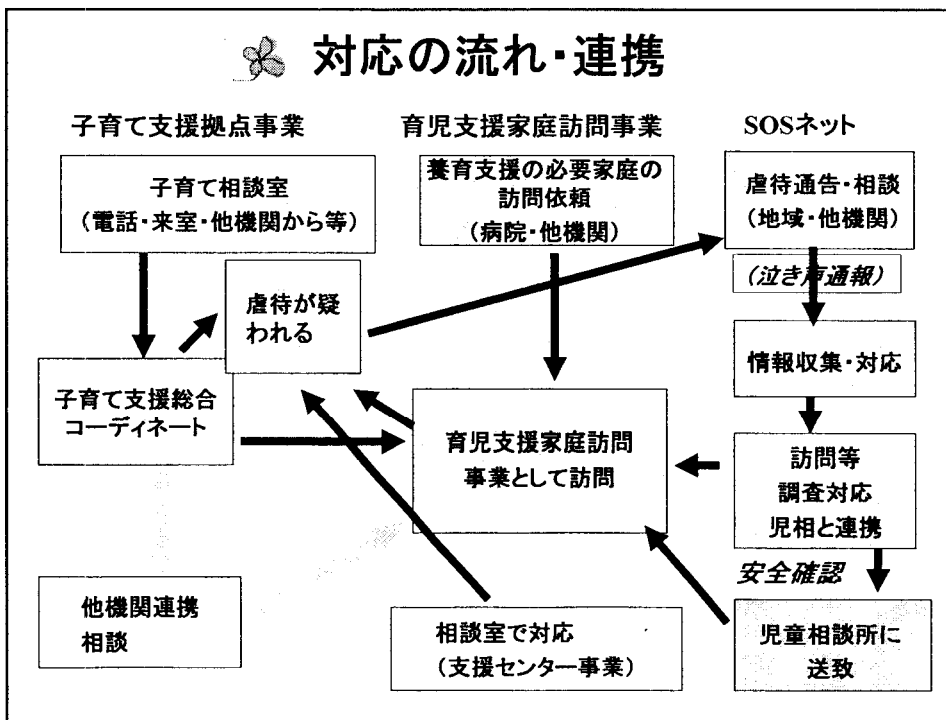 対応の流れ・連携
子育て支援拠点事業
育児支援家庭訪問事業
SOSネット
子育て相談室
（電話・来室・他機関から等）
養育支援の必要家庭の
訪問依頼
（病院・他機関）
虐待通告・相談
（地域・他機関）
（泣き声通報）
虐待が疑
われる
情報収集・対応
子育て支援総合
コーディネート
育児支援家庭訪問
事業として訪問
訪問等
調査対応
児相と連携
安全確認
他機関連携
相談
相談室で対応
（支援センター事業）
児童相談所に
送致